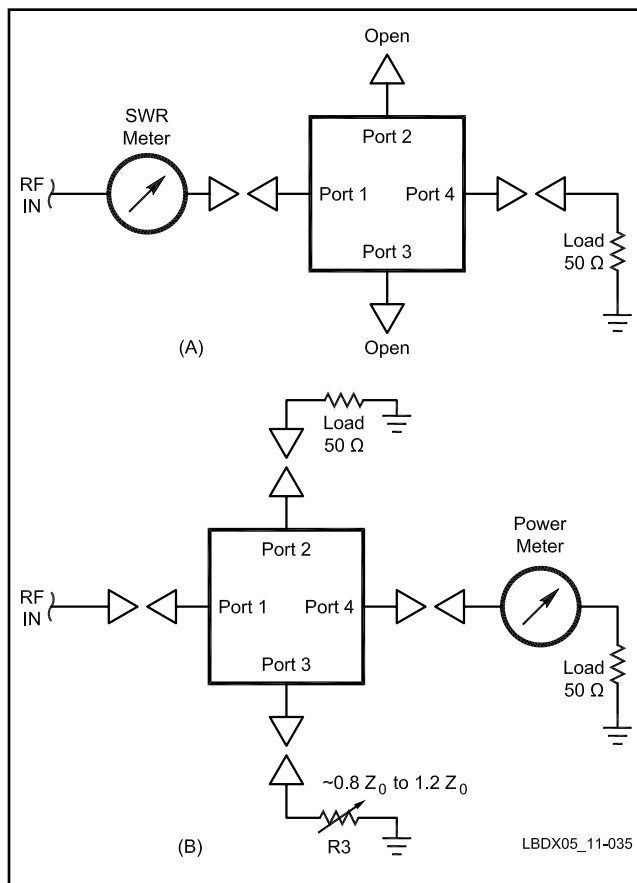 Open
SWR
Meter
Port 2
RF
IN
Port 1
Port 4
Port 3
Load
50 Ω
(A)
Open
Load
50 Ω
Port 2
Power
Meter
RF
IN
Port 1
Port 4
Port 3
Load
50 Ω
~0.8 Z0 to 1.2 Z0
R3
(B)
LBDX05_11-035